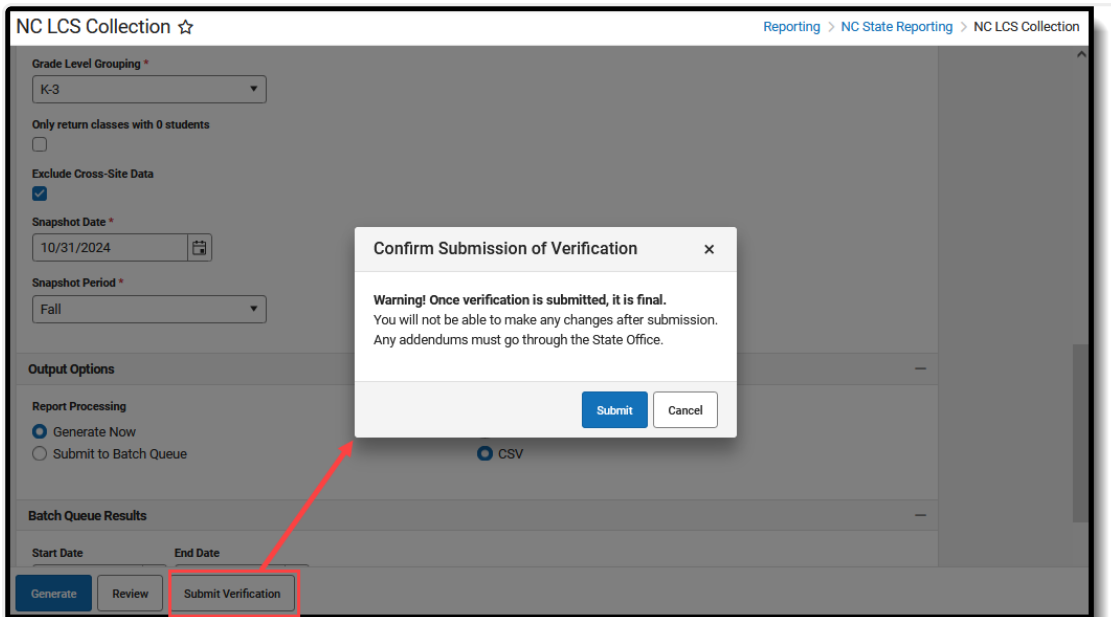 NC LCS Collection
Reporting > NC State Reporting > NC LCS Collection
Grade Level Grouping *
K-3
Only return classes with 0 students
Exclude Cross-Site Data
Snapshot Date *
10/31/2024
Snapshot Period *
Fall
Confirm Submission of Verification ×
Warning! Once verification is submitted, it is final.
You will not be able to make any changes after submission.
Any addendums must go through the State Office.
Submit Cancel
Output Options
Report Processing
Generate Now
Submit to Batch Queue
CSV
Batch Queue Results
Start Date End Date
Generate Review Submit Verification